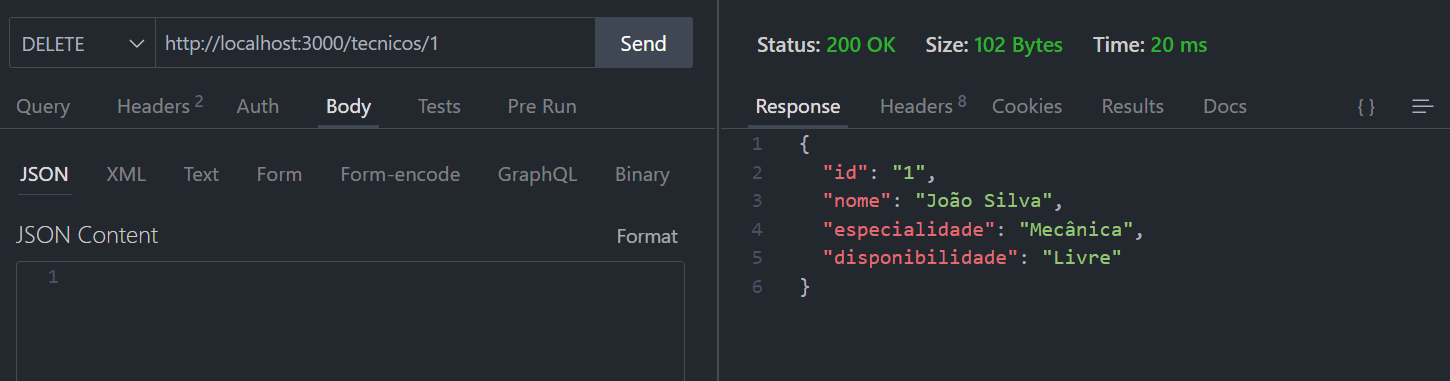 DELETE http://localhost:3000/tecnicos/1 Send
Query Headers 2 Auth Body Tests Pre Run
JSON XML Text Form Form-encode GraphQL Binary
JSON Content Format
1
Status: 200 OK Size: 102 Bytes Time: 20 ms
Response Headers 8 Cookies Results Docs { }
1 {
2 "id": "1",
3 "nome": "João Silva",
4 "especialidade": "Mecânica",
5 "disponibilidade": "Livre"
6 }